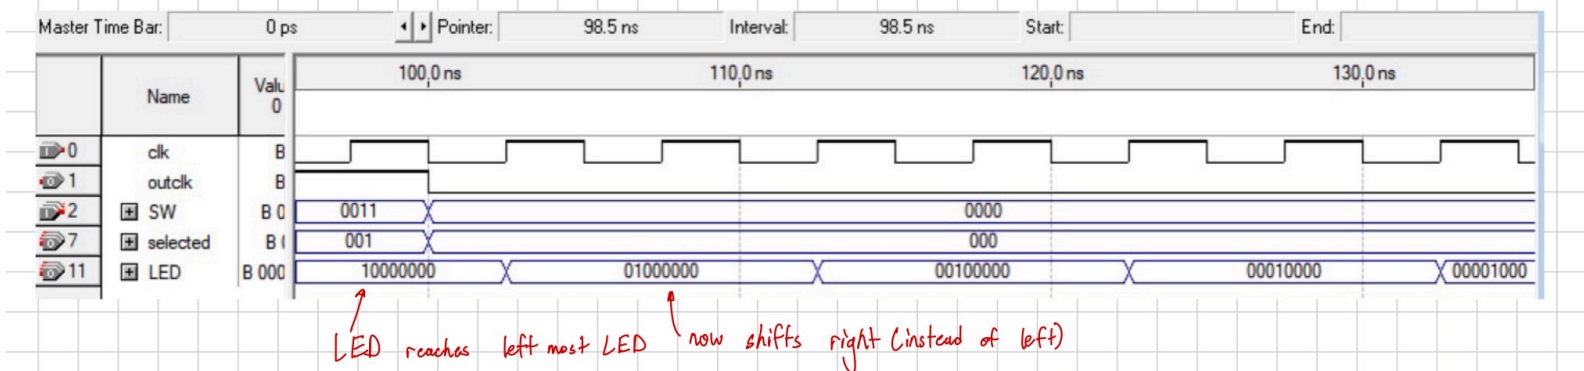 Master Time Bar: 0 ps Pointer: 98.5 ns Interval: 98.5 ns Start: End:
100.0 ns 110.0 ns 120.0 ns 130.0 ns
Name Valu 0
0 clk B
1 outclk B
2 SW B 0 0011 0000
7 selected B ( 001 000
11 LED B 000 10000000 01000000 00100000 00010000 00001000
LED reaches left most LED now shifts right (instead of left)